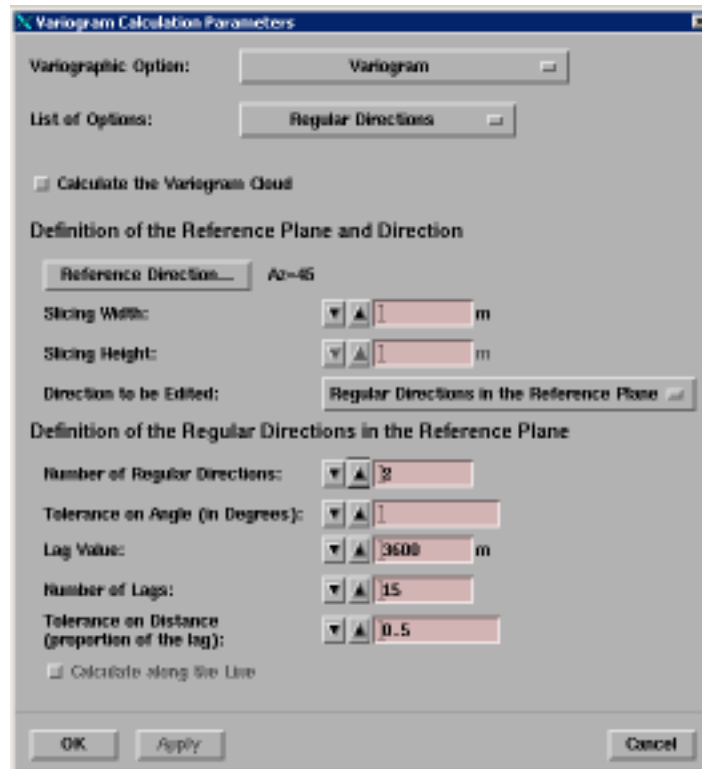 Variogram Calculation Parameters
Variographic Option: Variogram
List of Options: Regular Directions
Calculate the Variogram Cloud
Definition of the Reference Plane and Direction
Reference Direction... Az=45
Slicing Width: m
Slicing Height: m
Direction to be Edited: Regular Directions in the Reference Plane
Definition of the Regular Directions in the Reference Plane
Number of Regular Directions: 2
Tolerance on Angle (in Degrees):
Lag Value: 3600 m
Number of Lags: 15
Tolerance on Distance
(proportion of the lag): 0.5
Calculate along the Line
OK Apply Cancel